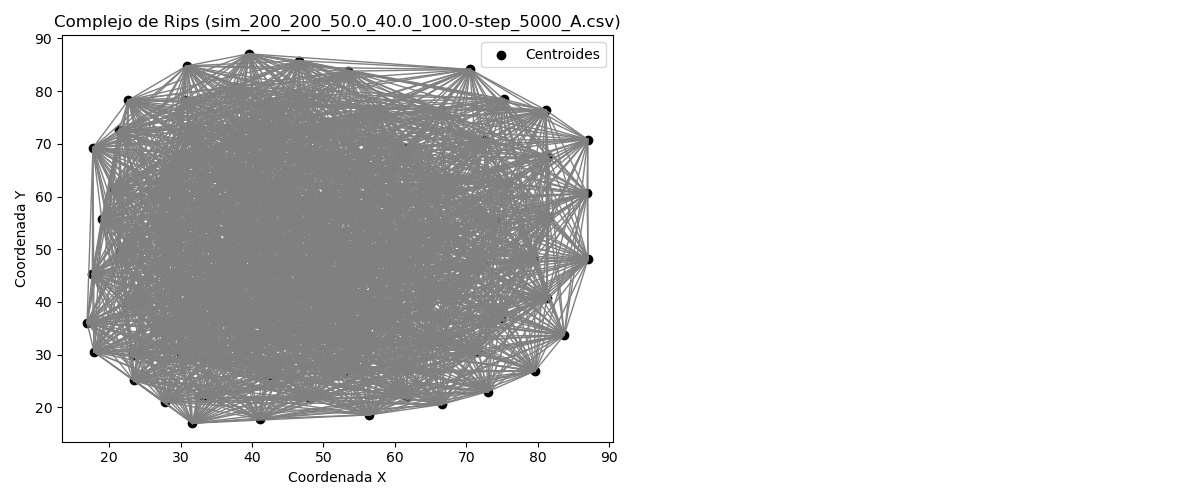 Complejo de Rips (sim_200_200_50.0_40.0_100.0-step_5000_A.csv)
Centroides
90
80
70
60
50
40
30
20
Coordenada Y
20 30 40 50 60 70 80 90
Coordenada X